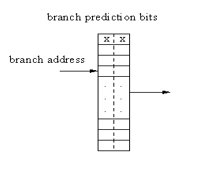 branch prediction bits
x x
branch address